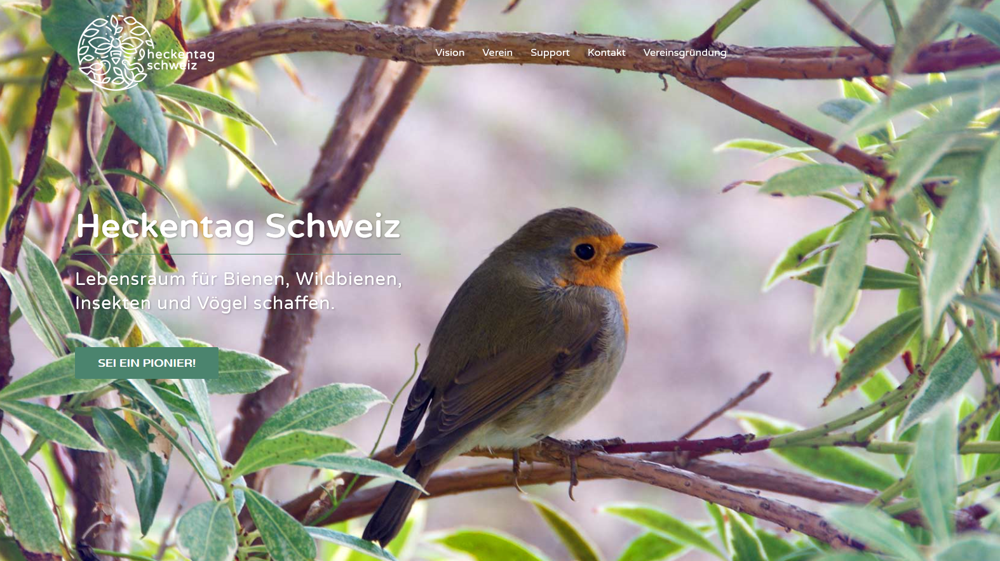 heckentag
schweiz
Vision Verein Support Kontakt Vereinsgründung
Heckentag Schweiz
Lebensraum für Bienen, Wildbienen,
Insekten und Vögel schaffen.
SEI EIN PIONIER!